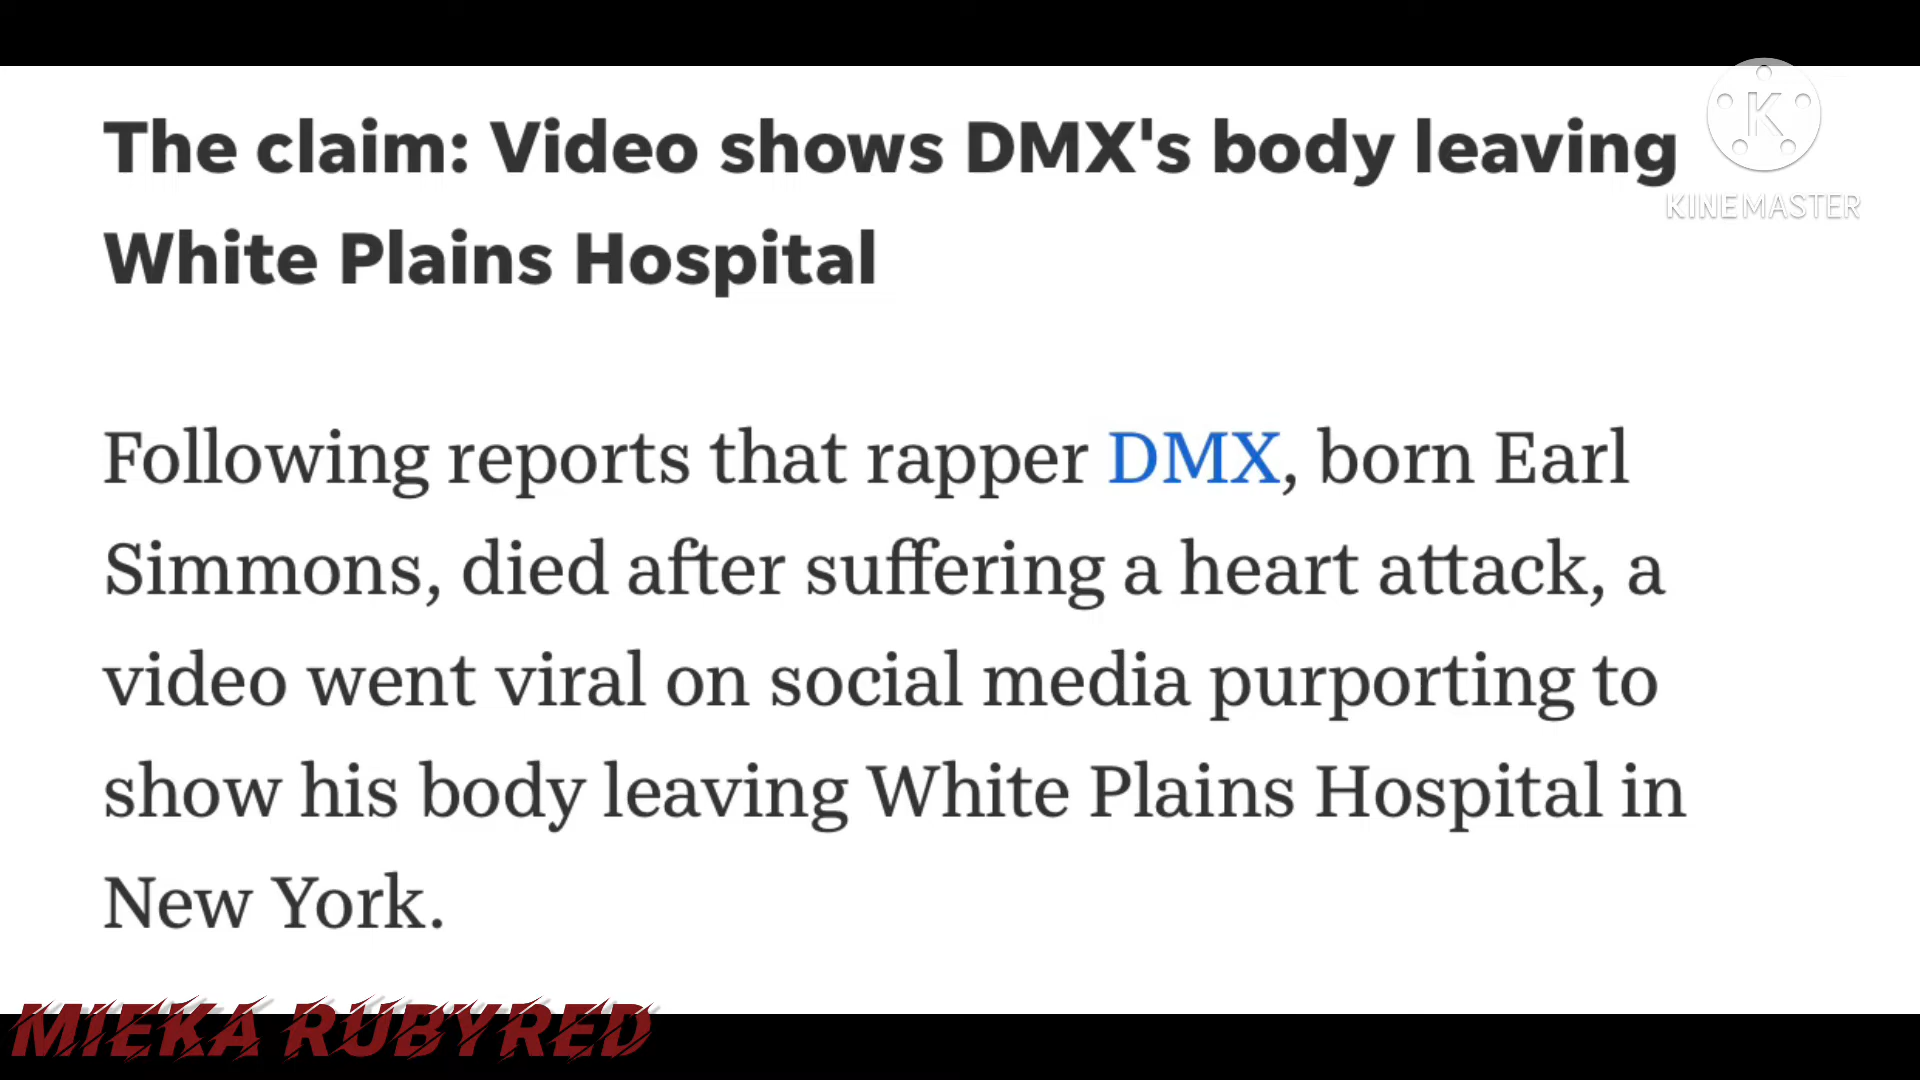 The claim: Video shows DMX's body leaving
White Plains Hospital
K
KINEMASTER
Following reports that rapper DMX, born Earl
Simmons, died after suffering a heart attack, a
video went viral on social media purporting to
show his body leaving White Plains Hospital in
New York.
MIEKA RUBYRED